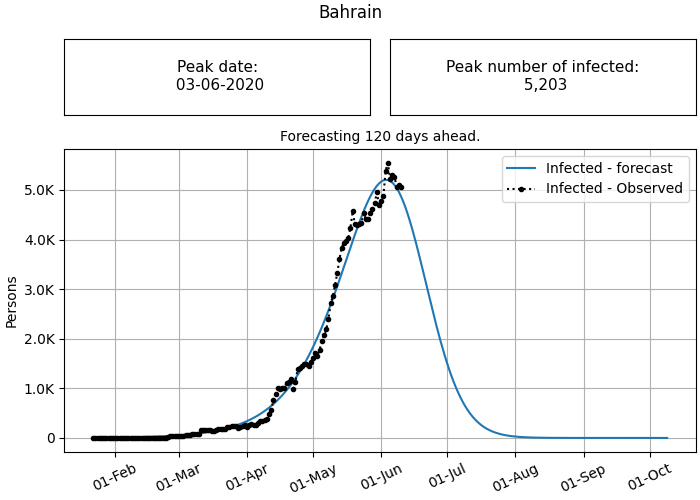 Bahrain
Peak date:
03-06-2020
Peak number of infected:
5,203
Forecasting 120 days ahead.
Infected - forecast
Infected - Observed
5.0K
4.0K
3.0K
2.0K
1.0K
0
Persons
01-Feb
01-Mar
01-Apr
01-May
01-Jun
01-Jul
01-Aug
01-Sep
01-Oct